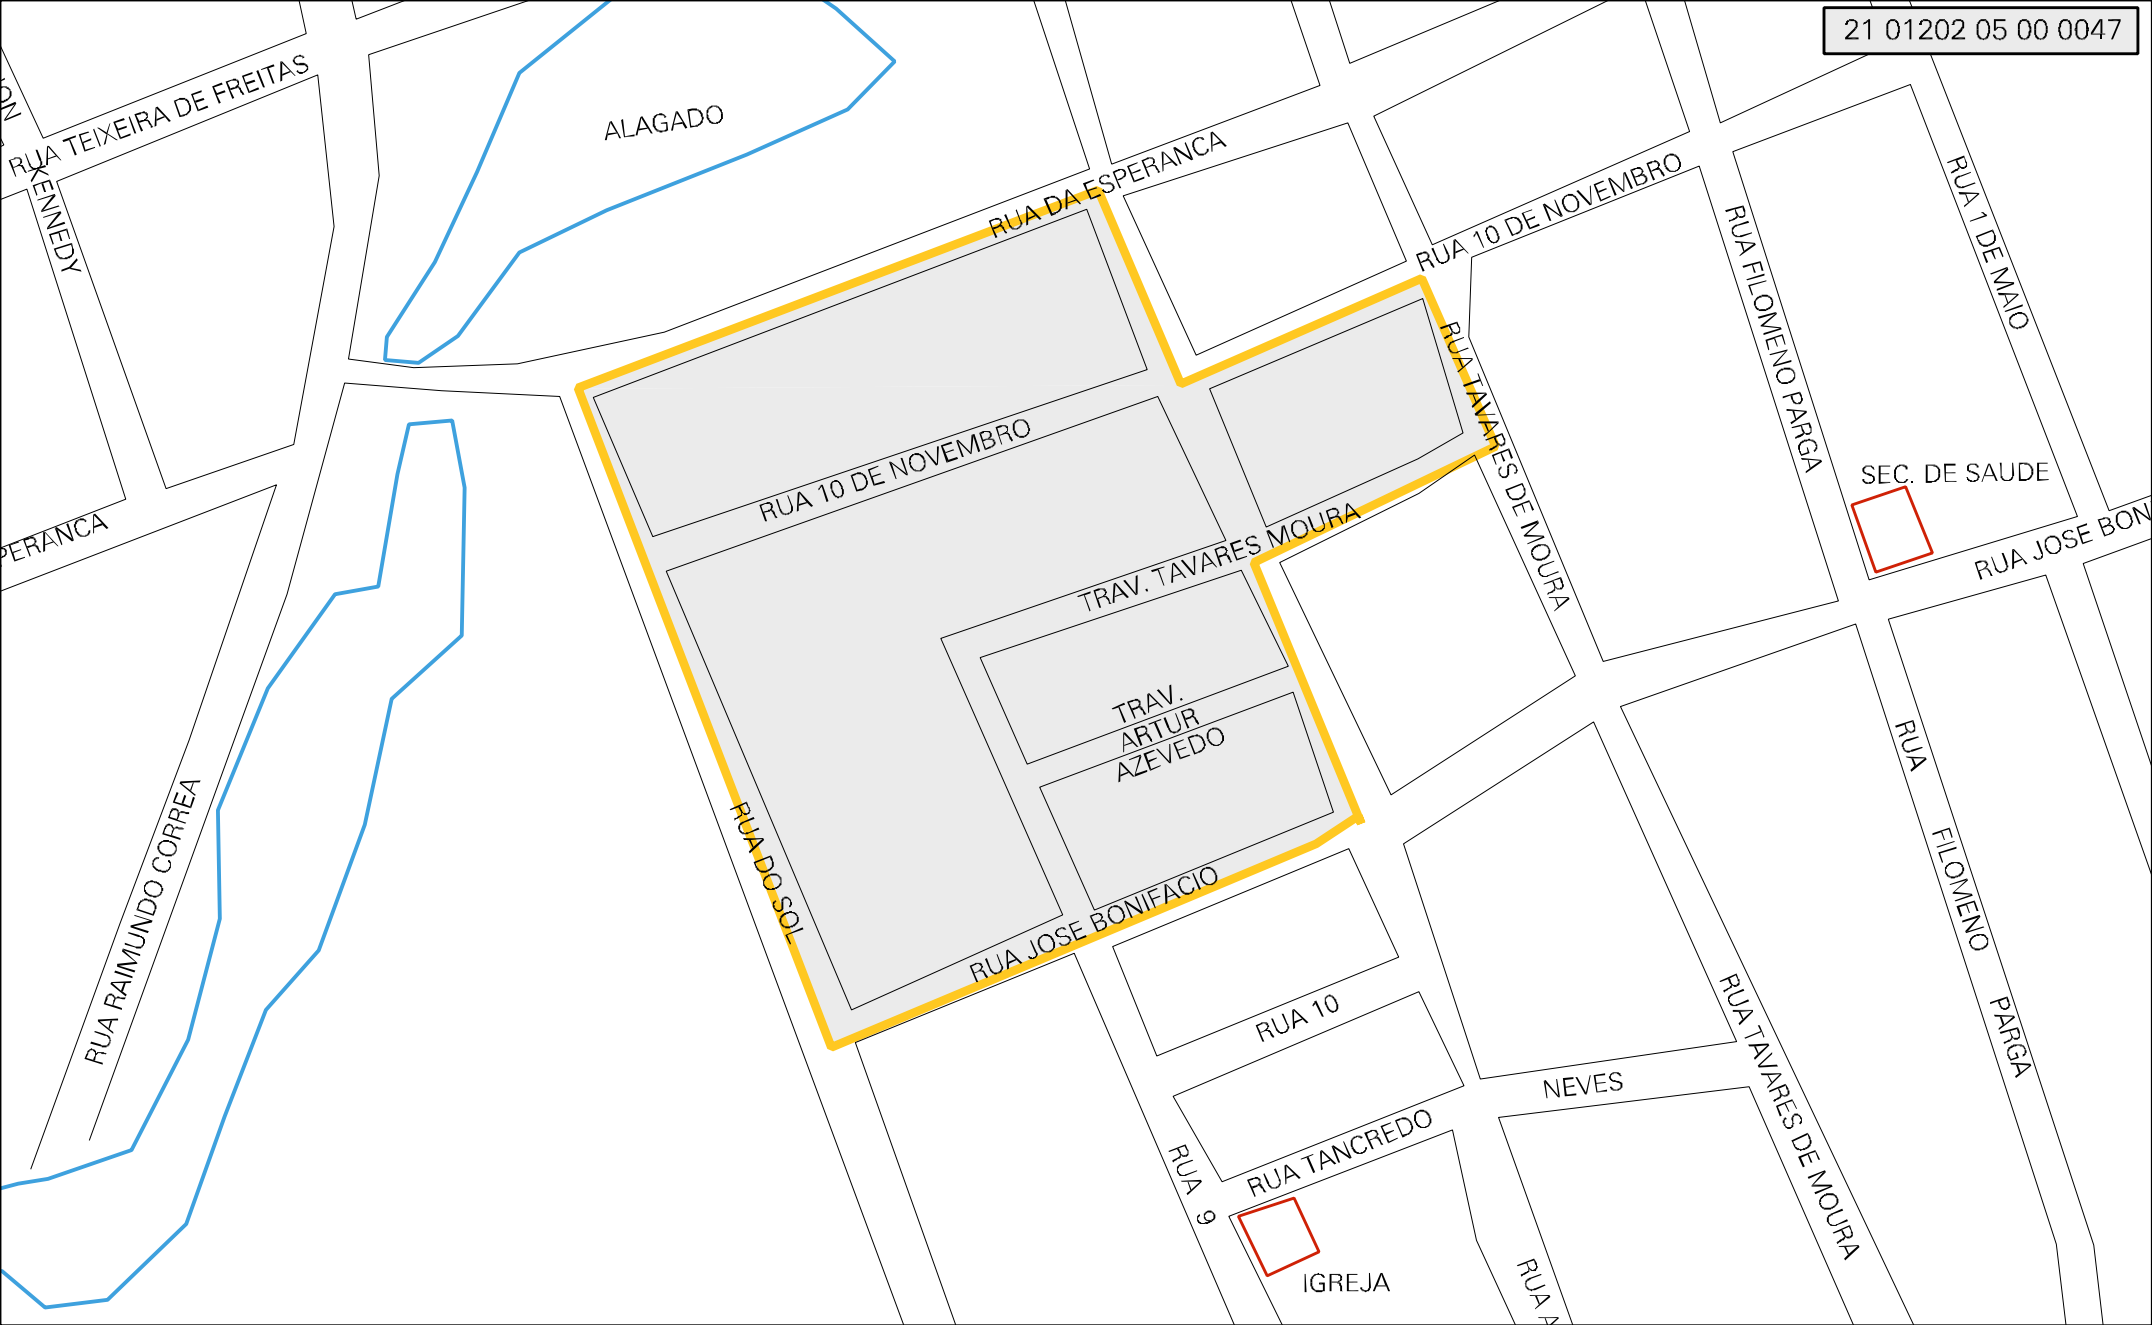 21 01202 05 00 0047
RUA TEIXEIRA DE FREITAS
KENNEDY
ALAGADO
RUA DA ESPERANCA
RUA 10 DE NOVEMBRO
RUA 1 DE MAIO
RUA FILOMENO PARGA
RUA TAVARES DE MOURA
SEC. DE SAUDE
RUA 10 DE NOVEMBRO
PERANCA
RUA JOSE BON
TRAV. TAVARES MOURA
TRAV.
ARTUR
AZEVEDO
RUA RAIMUNDO CORREA
RUA DO SOL
RUA JOSE BONIFACIO
RUA FILOMENO PARGA
RUA 10
RUA TAVARES DE MOURA
NEVES
RUA TANCREDO
RUA 9
IGREJA
RUA A